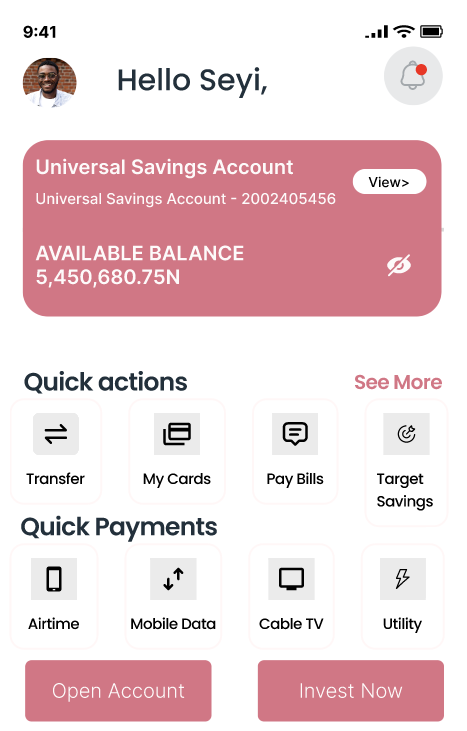 9:41
Hello Seyi,
Universal Savings Account
View>
Universal Savings Account - 2002405456
AVAILABLE BALANCE
5,450,680.75N
Quick actions
See More
Transfer
My Cards
Pay Bills
Target
Savings
Quick Payments
Airtime
Mobile Data
Cable TV
Utility
Open Account
Invest Now